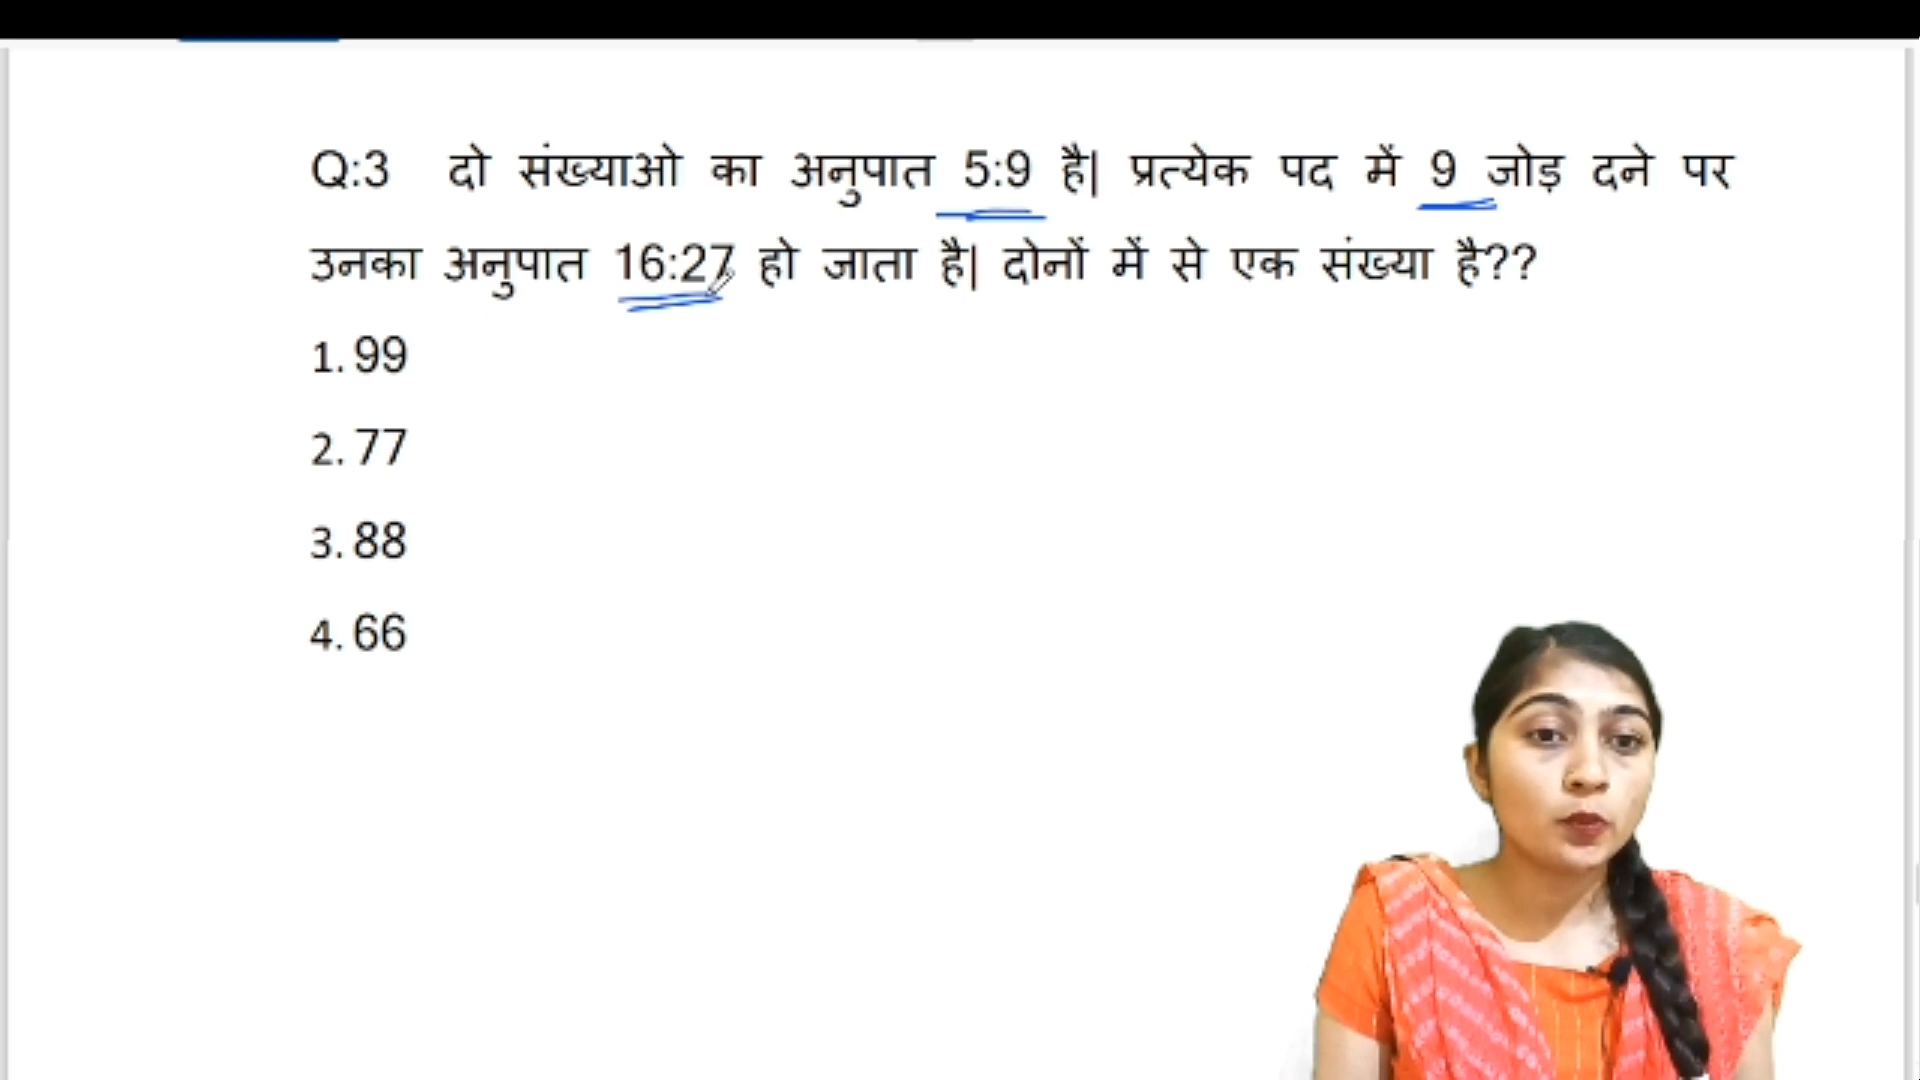 Q:3 दो संख्याओ का अनुपात 5:9 है| प्रत्येक पद में 9 जोड़ दने पर
उनका अनुपात 16:27 हो जाता है| दोनों में से एक संख्या है??
1. 99
2. 77
3. 88
4. 66